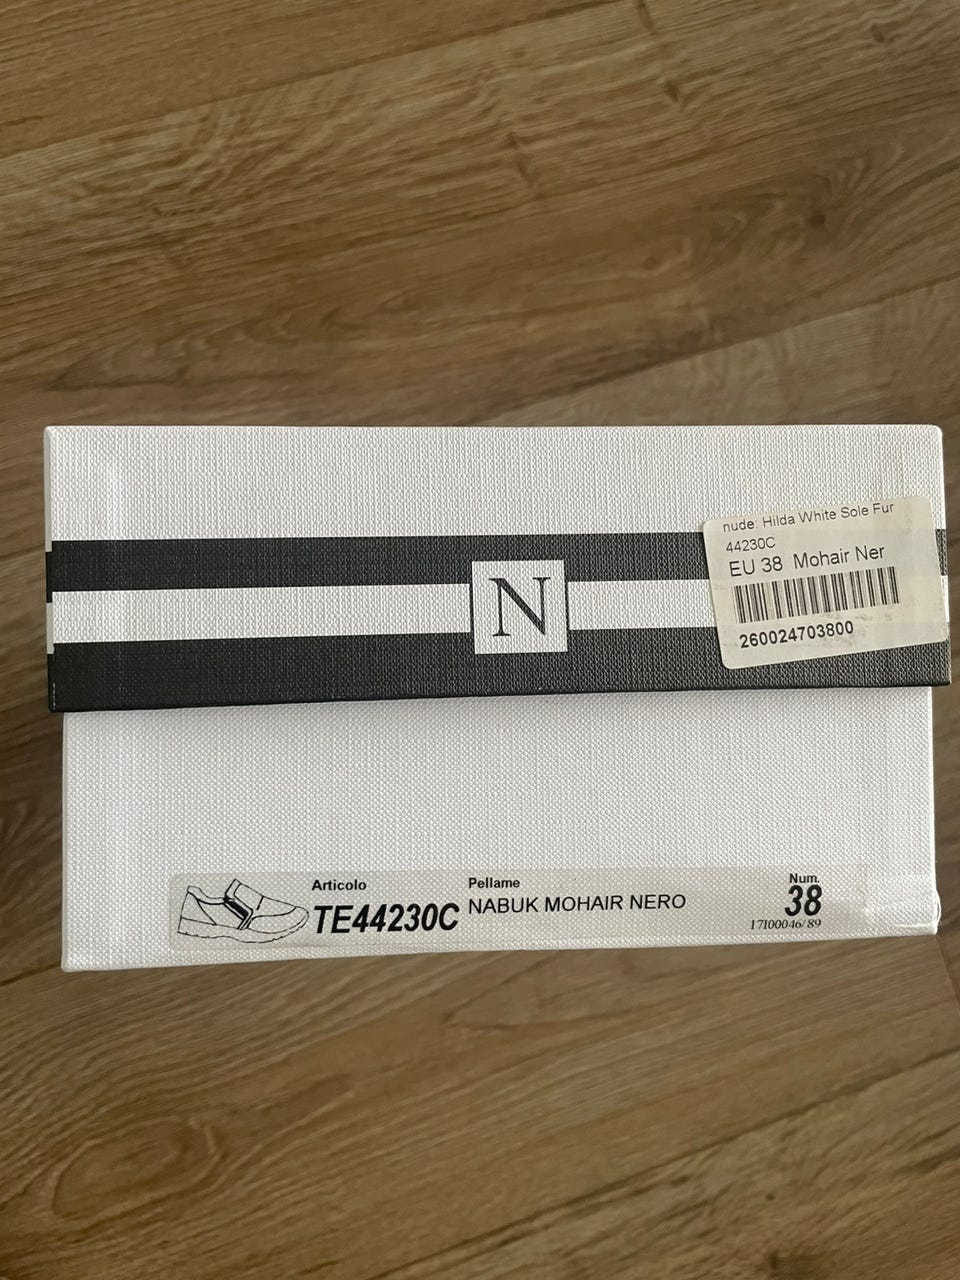 N
nude: Hilda White Sole Fur
44230C
EU 38 Mohair Ner
260024703800
Articolo
TE44230C
Pellame
NABUK MOHAIR NERO
Num.
38
17I00046/89